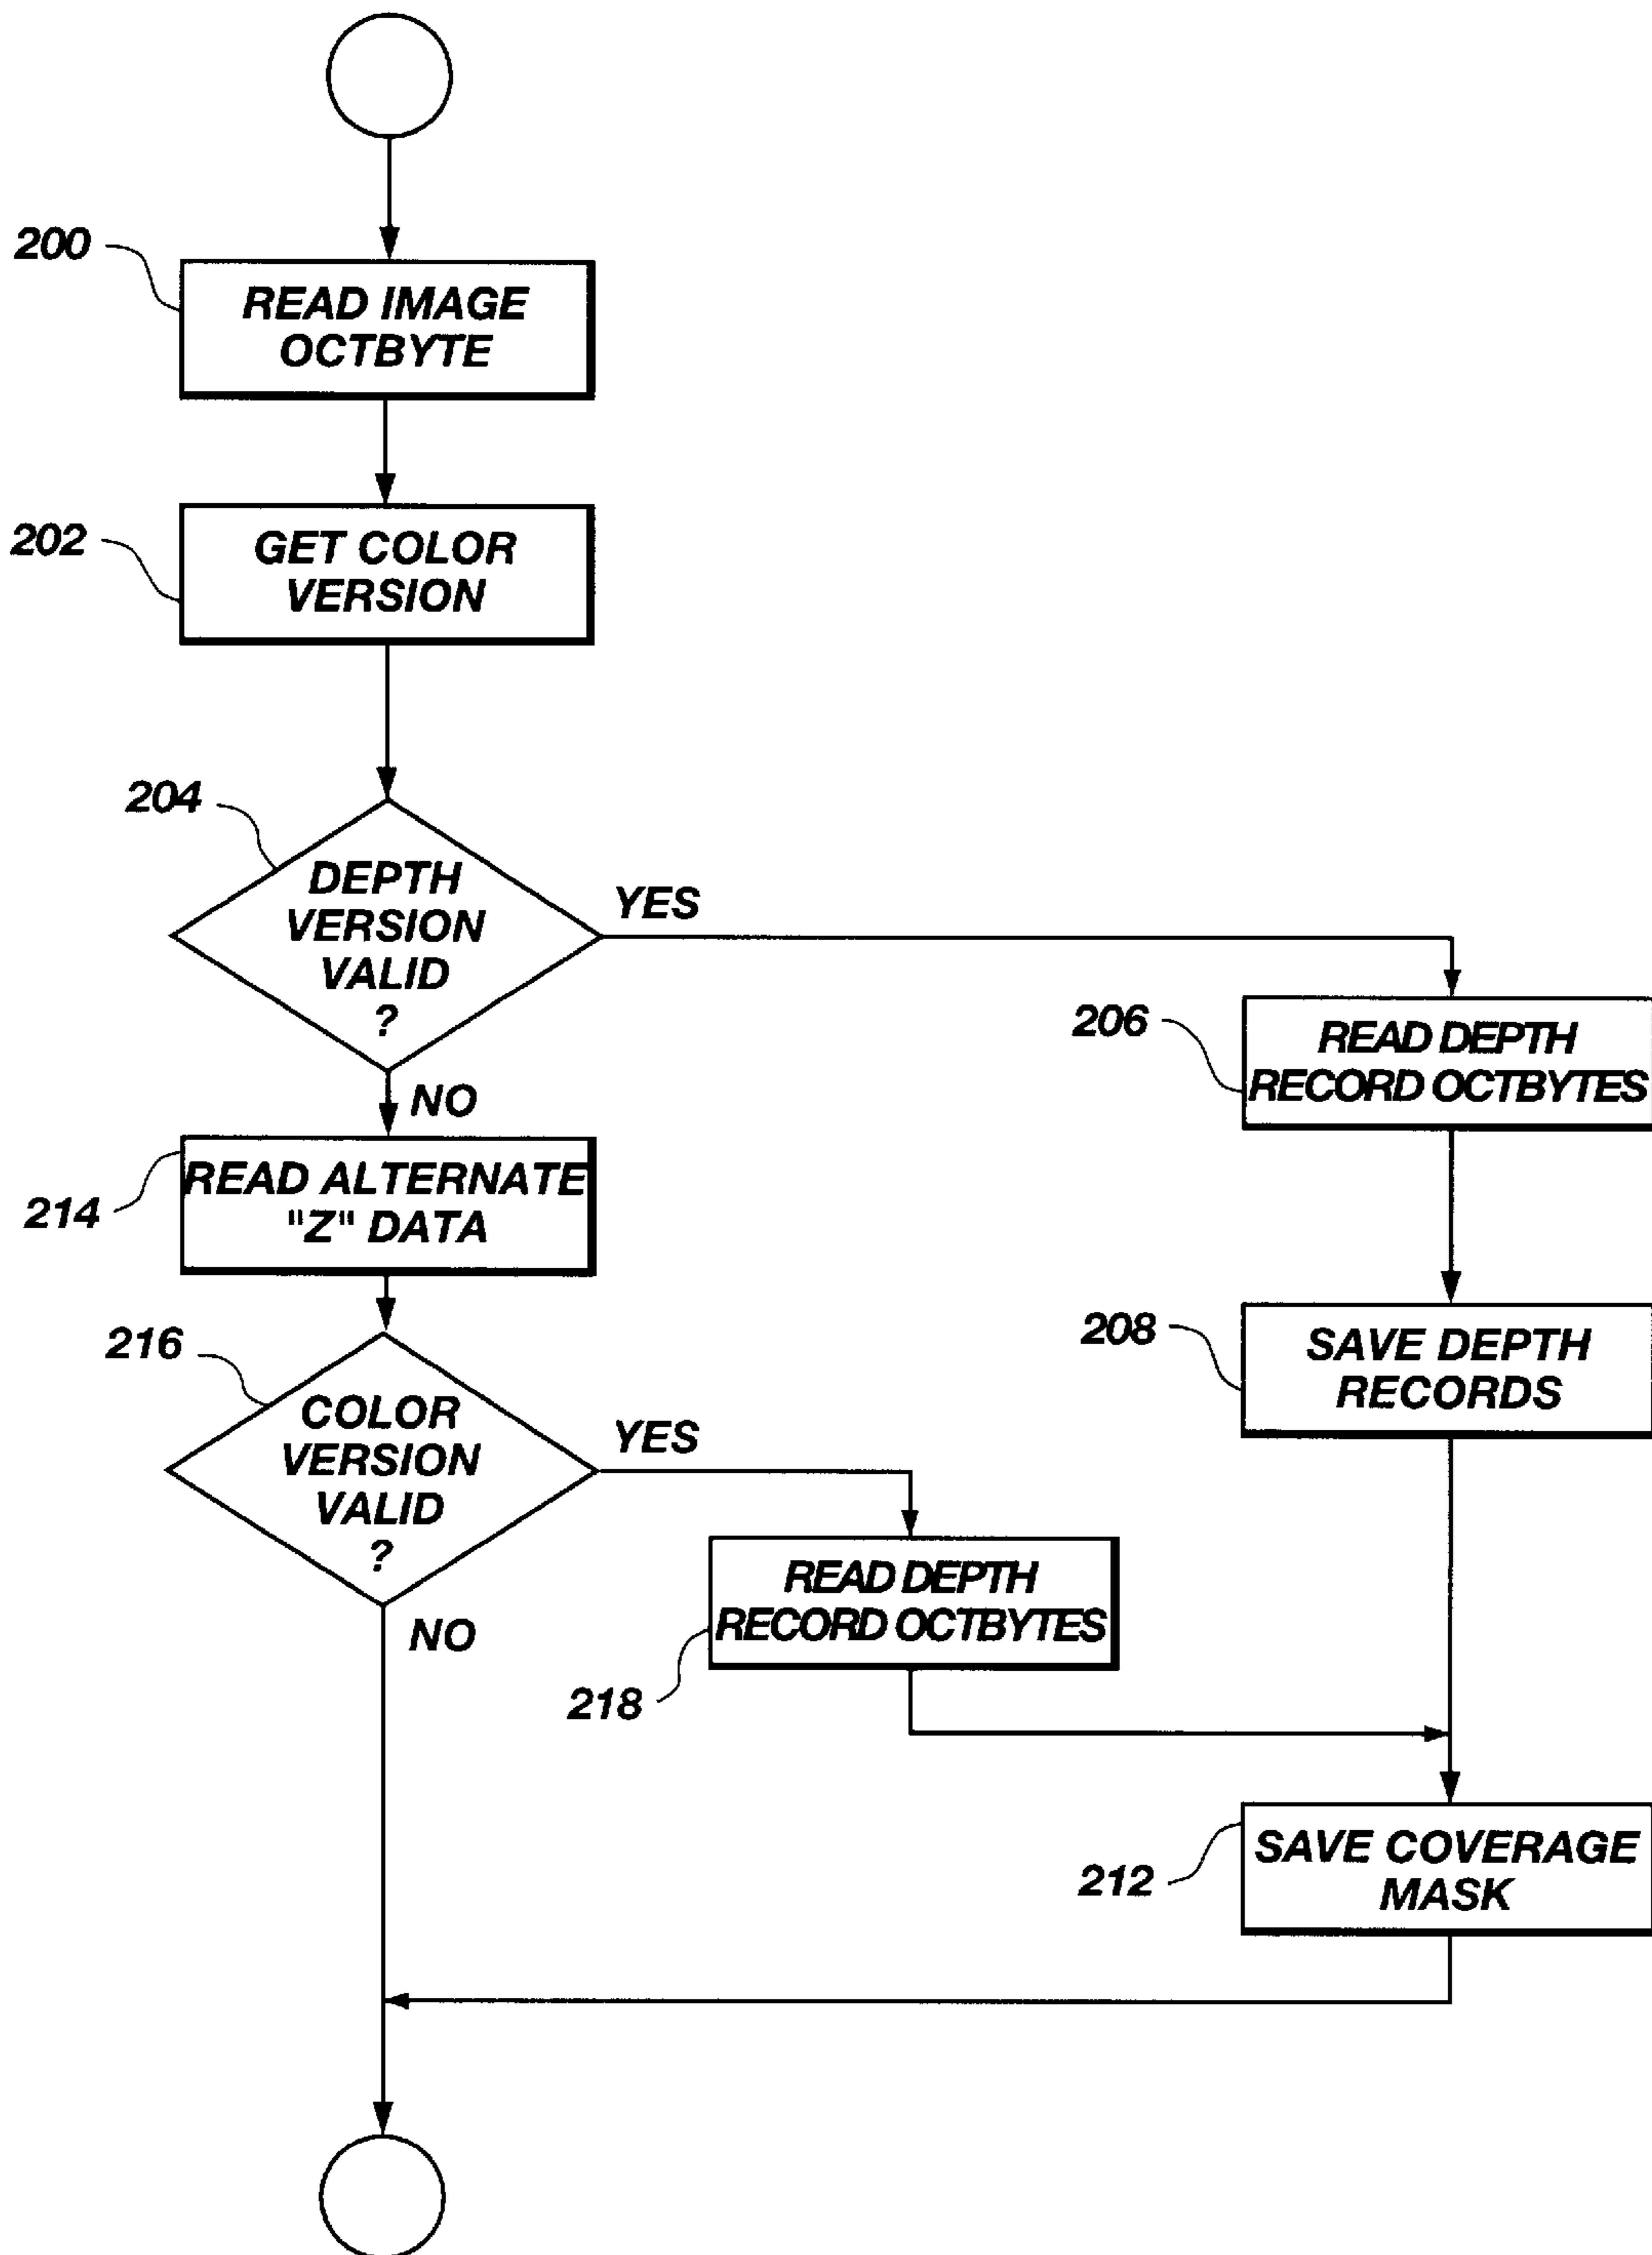 200
READ IMAGE
OCTBYTE
202
GET COLOR
VERSION
204
DEPTH
VERSION
VALID
?
YES
NO
206
READ DEPTH
RECORD OCTBYTES
214
READ ALTERNATE
"Z" DATA
208
SAVE DEPTH
RECORDS
216
COLOR
VERSION
VALID
?
YES
NO
218
READ DEPTH
RECORD OCTBYTES
212
SAVE COVERAGE
MASK